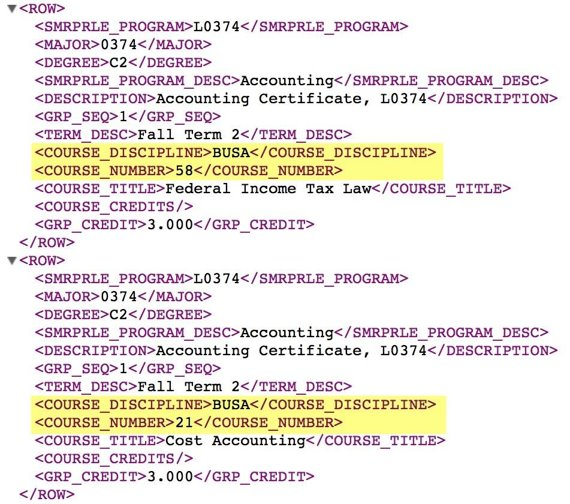 <ROW>
<SMRPRLE_PROGRAM>L0374</SMRPRLE_PROGRAM>
<MAJOR>0374</MAJOR>
<DEGREE>C2</DEGREE>
<SMRPRLE_PROGRAM_DESC>Accounting</SMRPRLE_PROGRAM_DESC>
<DESCRIPTION>Accounting Certificate, L0374</DESCRIPTION>
<GRP_SEQ>1</GRP_SEQ>
<TERM_DESC>Fall Term 2</TERM_DESC>
<COURSE_DISCIPLINE>BUSA</COURSE_DISCIPLINE>
<COURSE_NUMBER>58</COURSE_NUMBER>
<COURSE_TITLE>Federal Income Tax Law</COURSE_TITLE>
<COURSE_CREDITS/>
<GRP_CREDIT>3.000</GRP_CREDIT>
</ROW>
<ROW>
<SMRPRLE_PROGRAM>L0374</SMRPRLE_PROGRAM>
<MAJOR>0374</MAJOR>
<DEGREE>C2</DEGREE>
<SMRPRLE_PROGRAM_DESC>Accounting</SMRPRLE_PROGRAM_DESC>
<DESCRIPTION>Accounting Certificate, L0374</DESCRIPTION>
<GRP_SEQ>1</GRP_SEQ>
<TERM_DESC>Fall Term 2</TERM_DESC>
<COURSE_DISCIPLINE>BUSA</COURSE_DISCIPLINE>
<COURSE_NUMBER>21</COURSE_NUMBER>
<COURSE_TITLE>Cost Accounting</COURSE_TITLE>
<COURSE_CREDITS/>
<GRP_CREDIT>3.000</GRP_CREDIT>
</ROW>